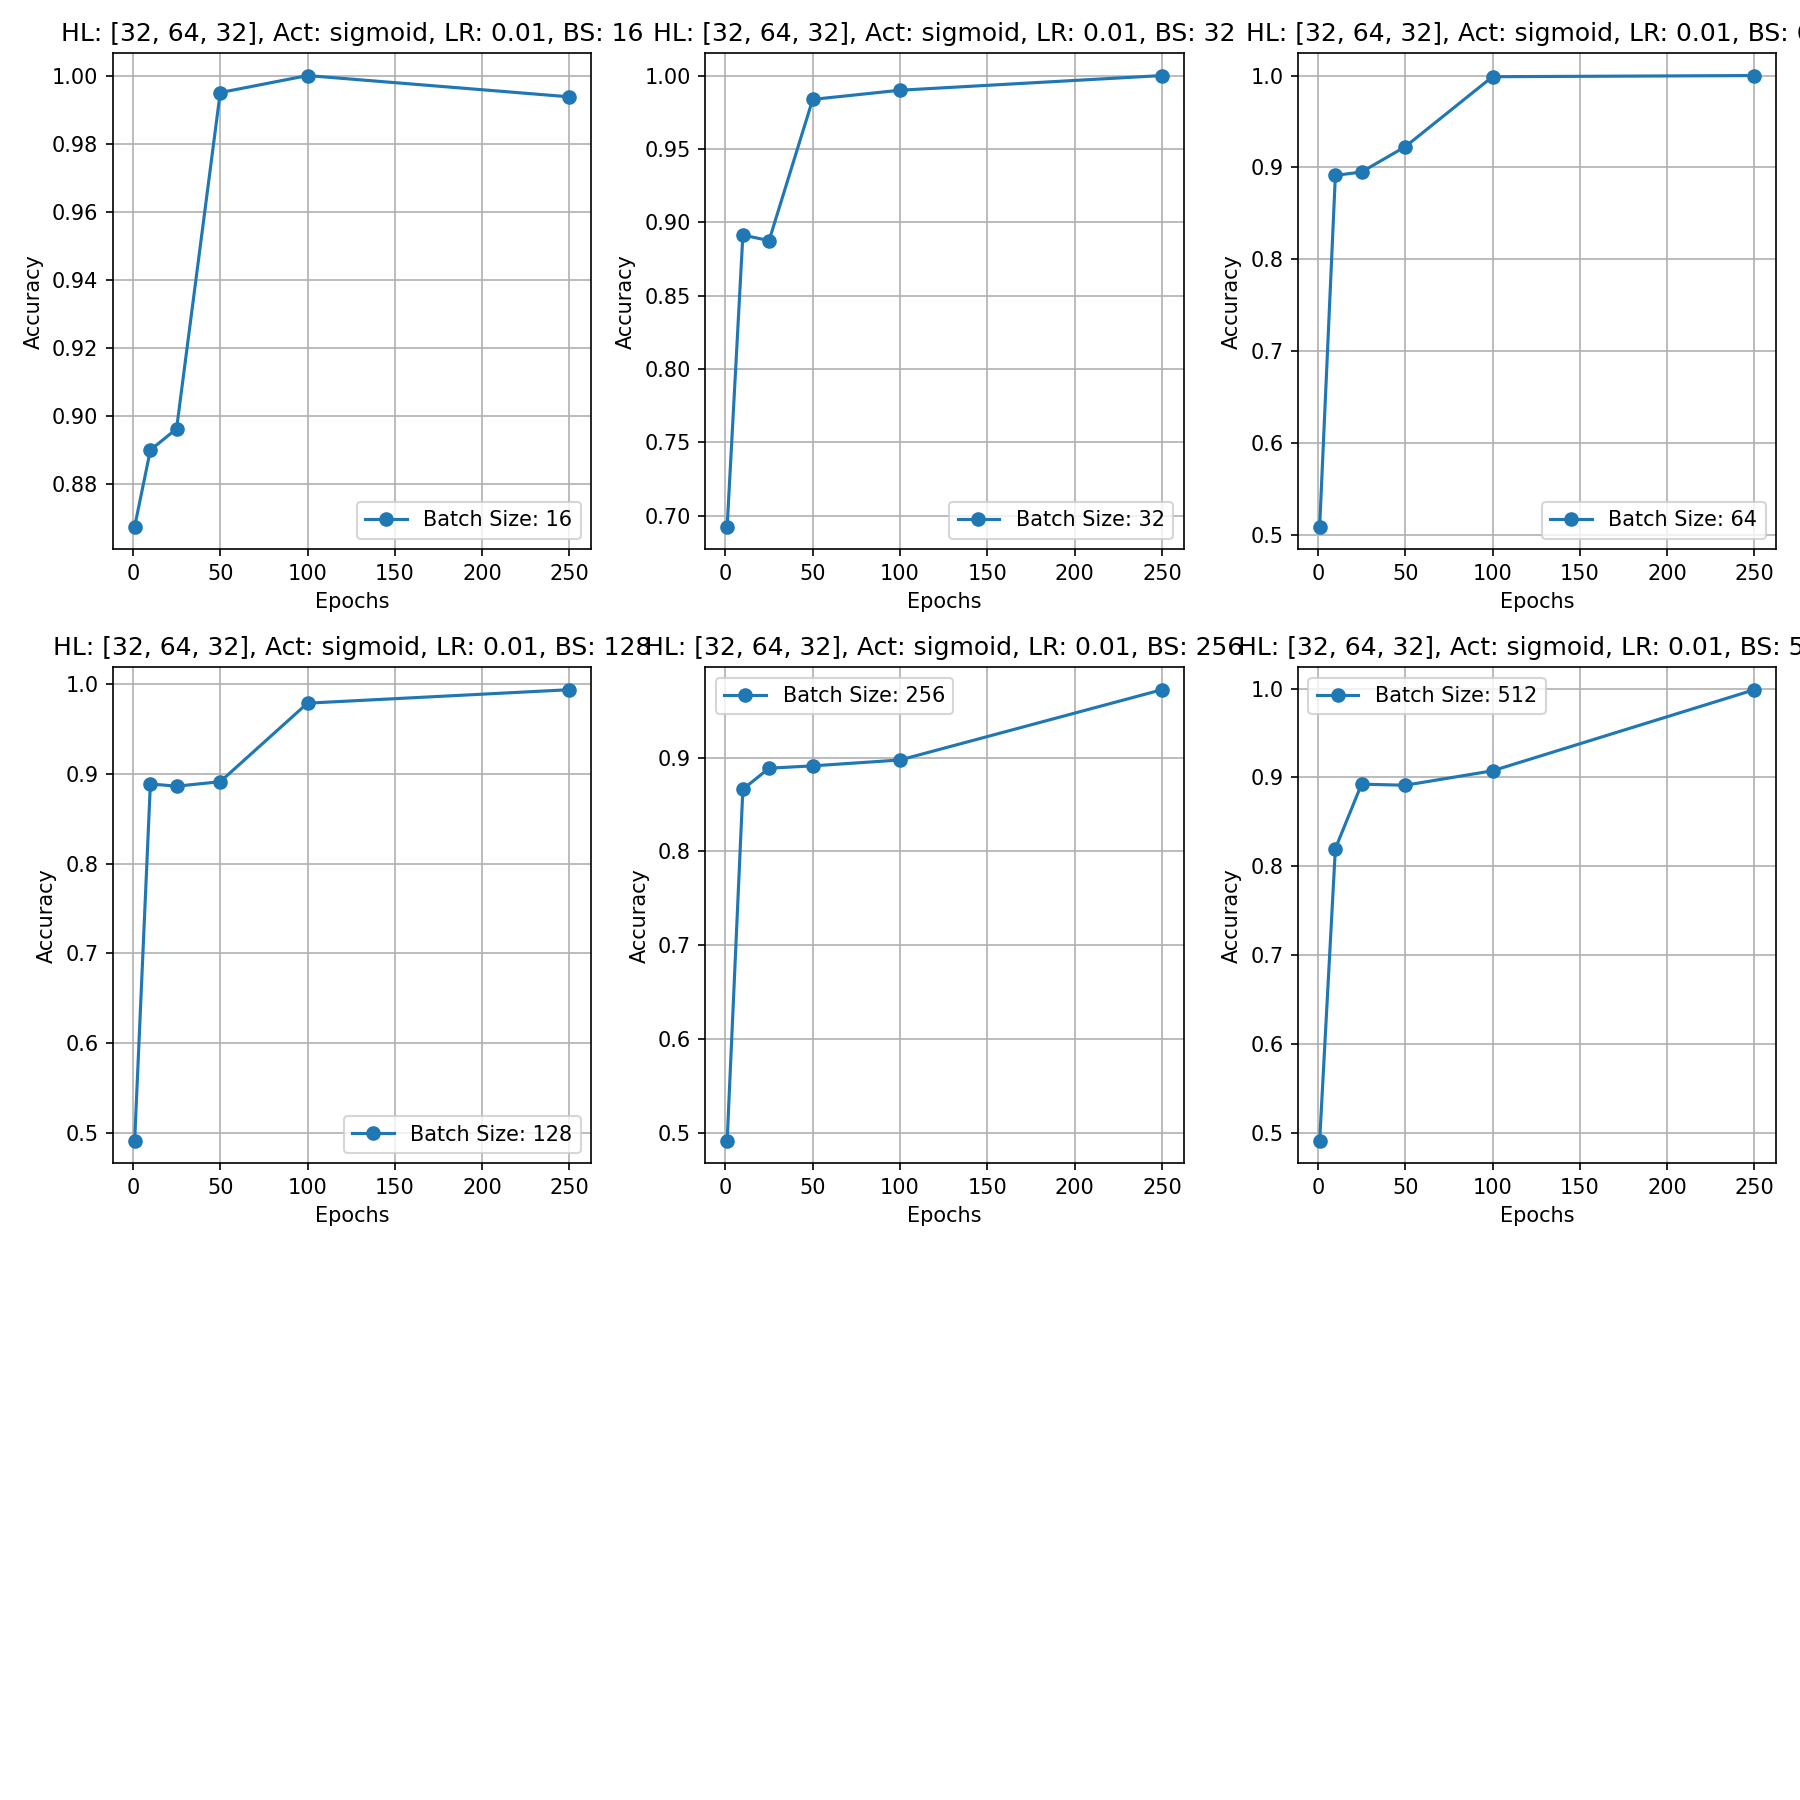 HL: [32, 64, 32], Act: sigmoid, LR: 0.01, BS: 16
1.00
0.98
0.96
0.94
0.92
0.90
0.88
Accuracy
Batch Size: 16
0 50 100 150 200 250
Epochs
HL: [32, 64, 32], Act: sigmoid, LR: 0.01, BS: 32
1.00
0.95
0.90
0.85
0.80
0.75
0.70
Accuracy
Batch Size: 32
0 50 100 150 200 250
Epochs
HL: [32, 64, 32], Act: sigmoid, LR: 0.01, BS:
1.0
0.9
0.8
0.7
0.6
0.5
Accuracy
Batch Size: 64
0 50 100 150 200 250
Epochs
HL: [32, 64, 32], Act: sigmoid, LR: 0.01, BS: 128
1.0
0.9
0.8
0.7
0.6
0.5
Accuracy
Batch Size: 128
0 50 100 150 200 250
Epochs
HL: [32, 64, 32], Act: sigmoid, LR: 0.01, BS: 256
0.9
0.8
0.7
0.6
0.5
Accuracy
Batch Size: 256
0 50 100 150 200 250
Epochs
HL: [32, 64, 32], Act: sigmoid, LR: 0.01, BS: 5
1.0
0.9
0.8
0.7
0.6
0.5
Accuracy
Batch Size: 512
0 50 100 150 200 250
Epochs